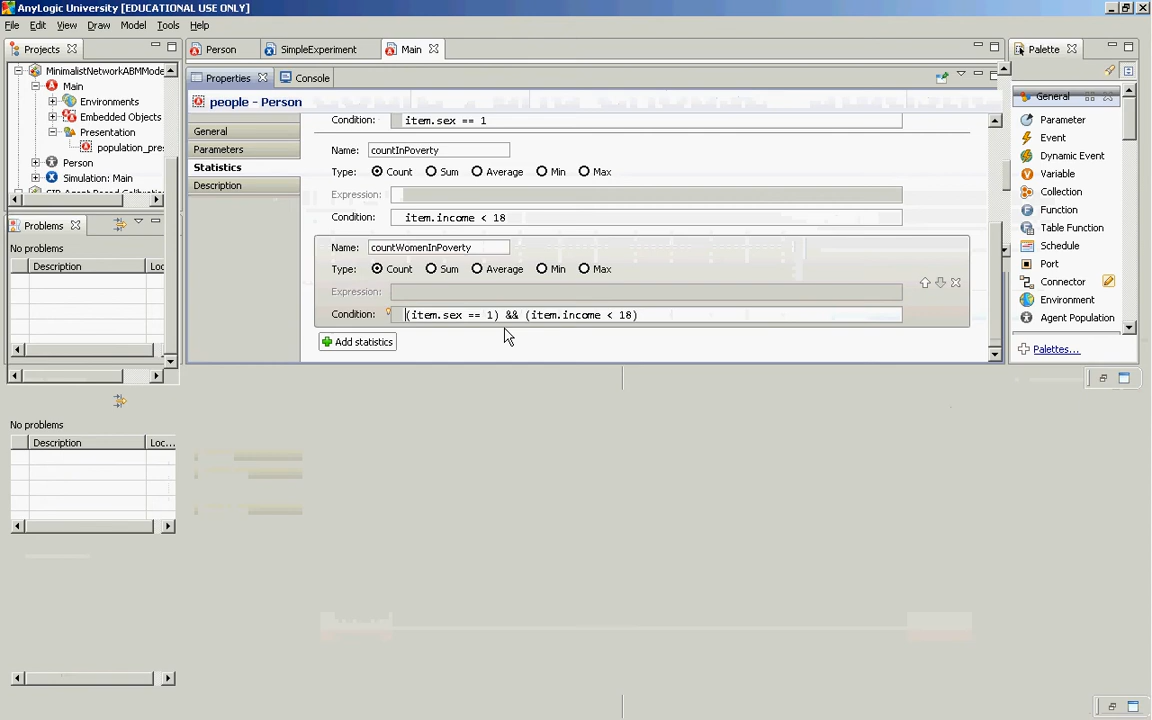 AnyLogic University [EDUCATIONAL USE ONLY]
File Edit View Draw Model Tools Help
Projects
Person
SimpleExperiment
Main
Palette
MinimalistNetworkABMMode
Main
Environments
Embedded Objects
Presentation
population_pres
Person
Simulation: Main
Properties
Console
people - Person
General
Parameters
Statistics
Description
Condition: item.sex == 1
Name: countInPoverty
Type: Count Sum Average Min Max
Expression:
Condition: item.income < 18
Name: countWomenInPoverty
Type: Count Sum Average Min Max
Expression:
Condition: (item.sex == 1) && (item.income < 18)
Add statistics
General
Parameter
Event
Dynamic Event
Variable
Collection
Function
Table Function
Schedule
Port
Connector
Environment
Agent Population
Palettes...
Problems
No problems
Description
Loc
No problems
Description
Loc...